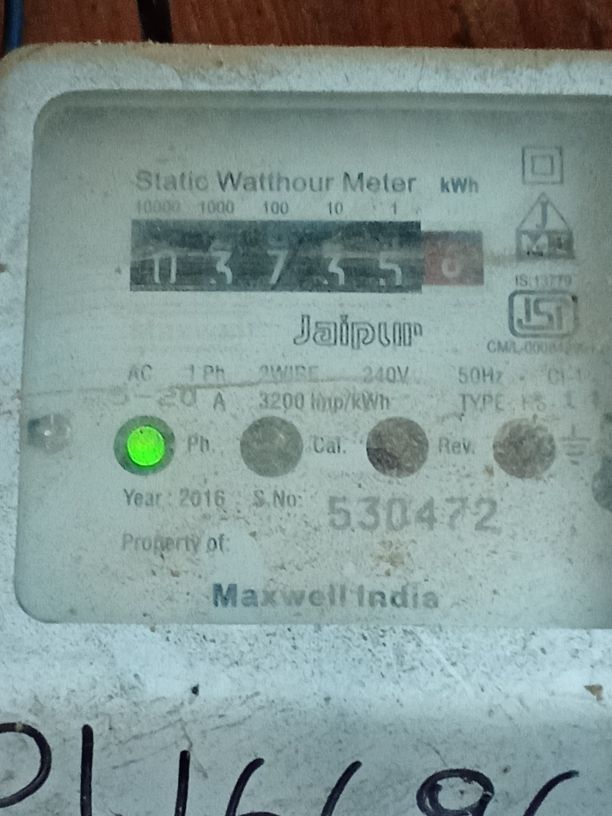 Static Watthour Meter kWh
10000 1000 100 10 1
0 3 7 3 5
IS:13779
ISI
Jaipur
AC 1 Ph 2WIRE 240V 50Hz
5-20 A 3200 Imp/kWh TYPE
Ph. Cal. Rev.
Year : 2016 S.No: 530472
Property of:
Maxwell India